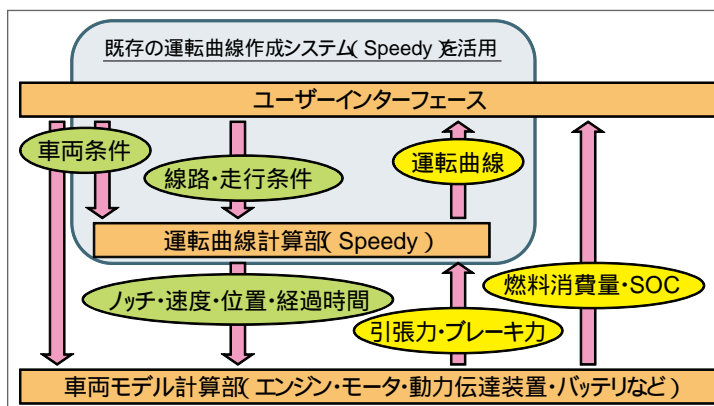 既存の運転曲線作成システム(Speedy)を活用
ユーザーインターフェース
車両条件
線路・走行条件
運転曲線
運転曲線計算部(Speedy)
ノッチ・速度・位置・経過時間
引張力・ブレーキ力
燃料消費量・SOC
車両モデル計算部(エンジン・モータ・動力伝達装置・バッテリなど)